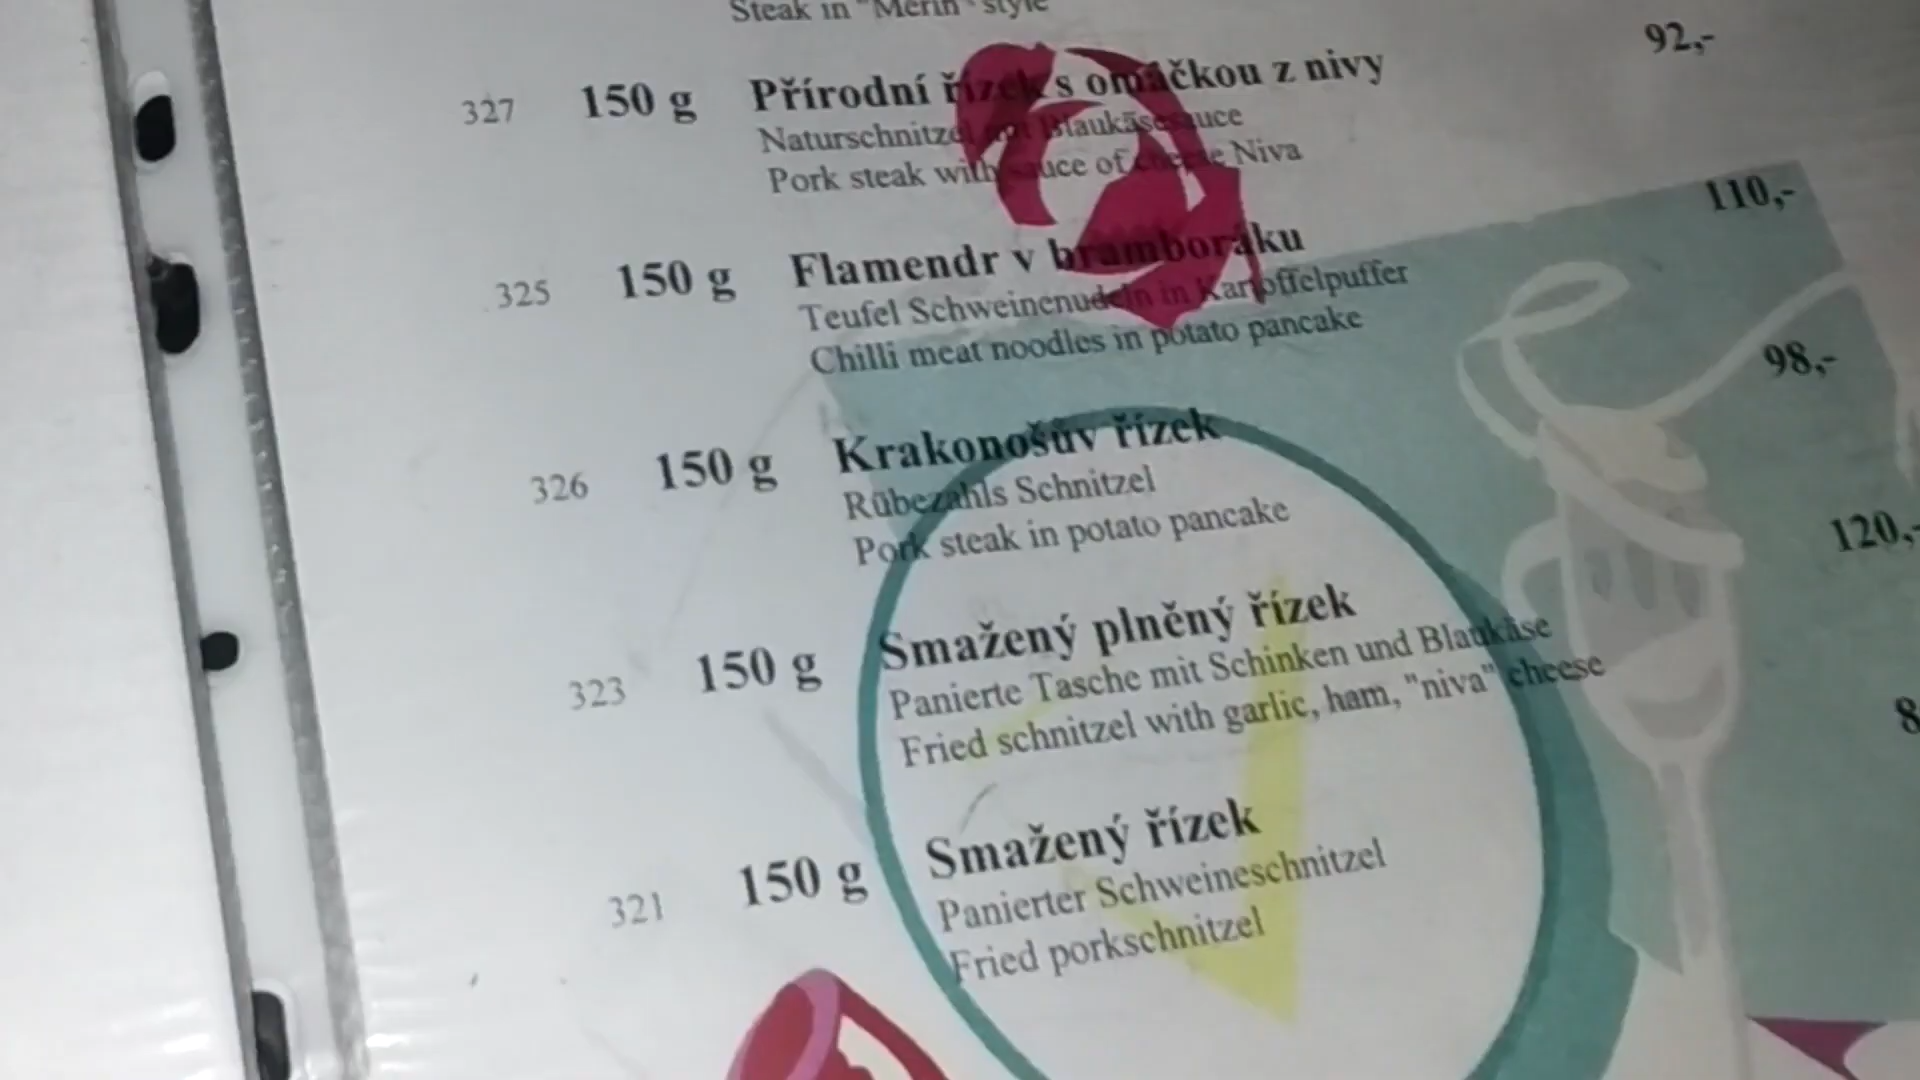 Steak in "Merin" style
327 150 g Přírodní řízek s omáčkou z nivy 92,-
Naturschnitzel mit Blaukäsesauce
Pork steak with sauce of cheese Niva
325 150 g Flamendr v bramboráku 110,-
Teufel Schweinenudeln in Kartoffelpuffer
Chilli meat noodles in potato pancake
326 150 g Krakonošův řízek 98,-
Rübezahls Schnitzel
Pork steak in potato pancake
323 150 g Smažený plněný řízek 120,-
Panierte Tasche mit Schinken und Blaukäse
Fried schnitzel with garlic, ham, "niva" cheese
321 150 g Smažený řízek 8
Panierter Schweineschnitzel
Fried porkschnitzel